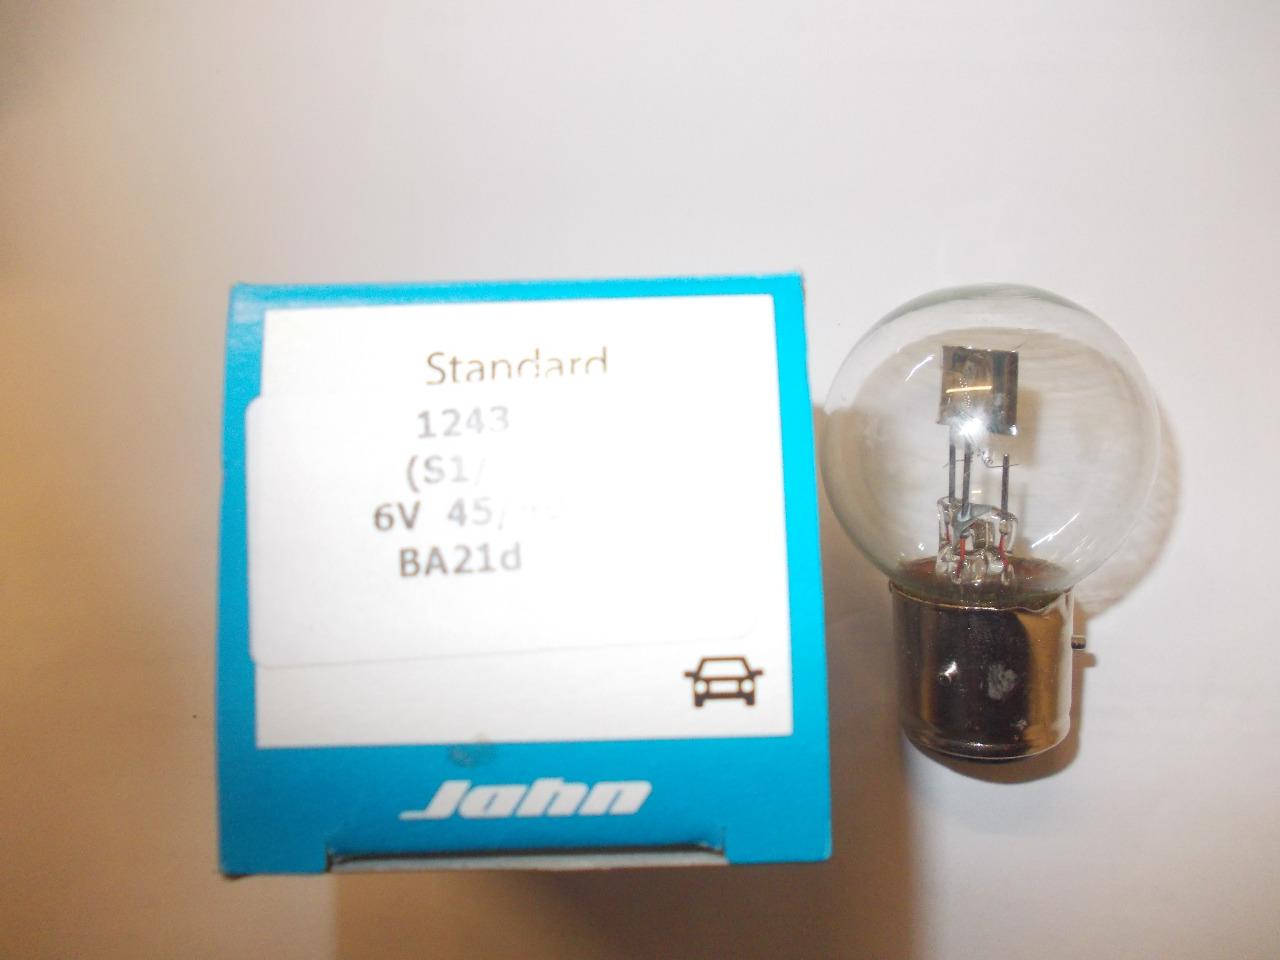 Standard
1243
(S1/
6V 45/
BA21d
Jahn